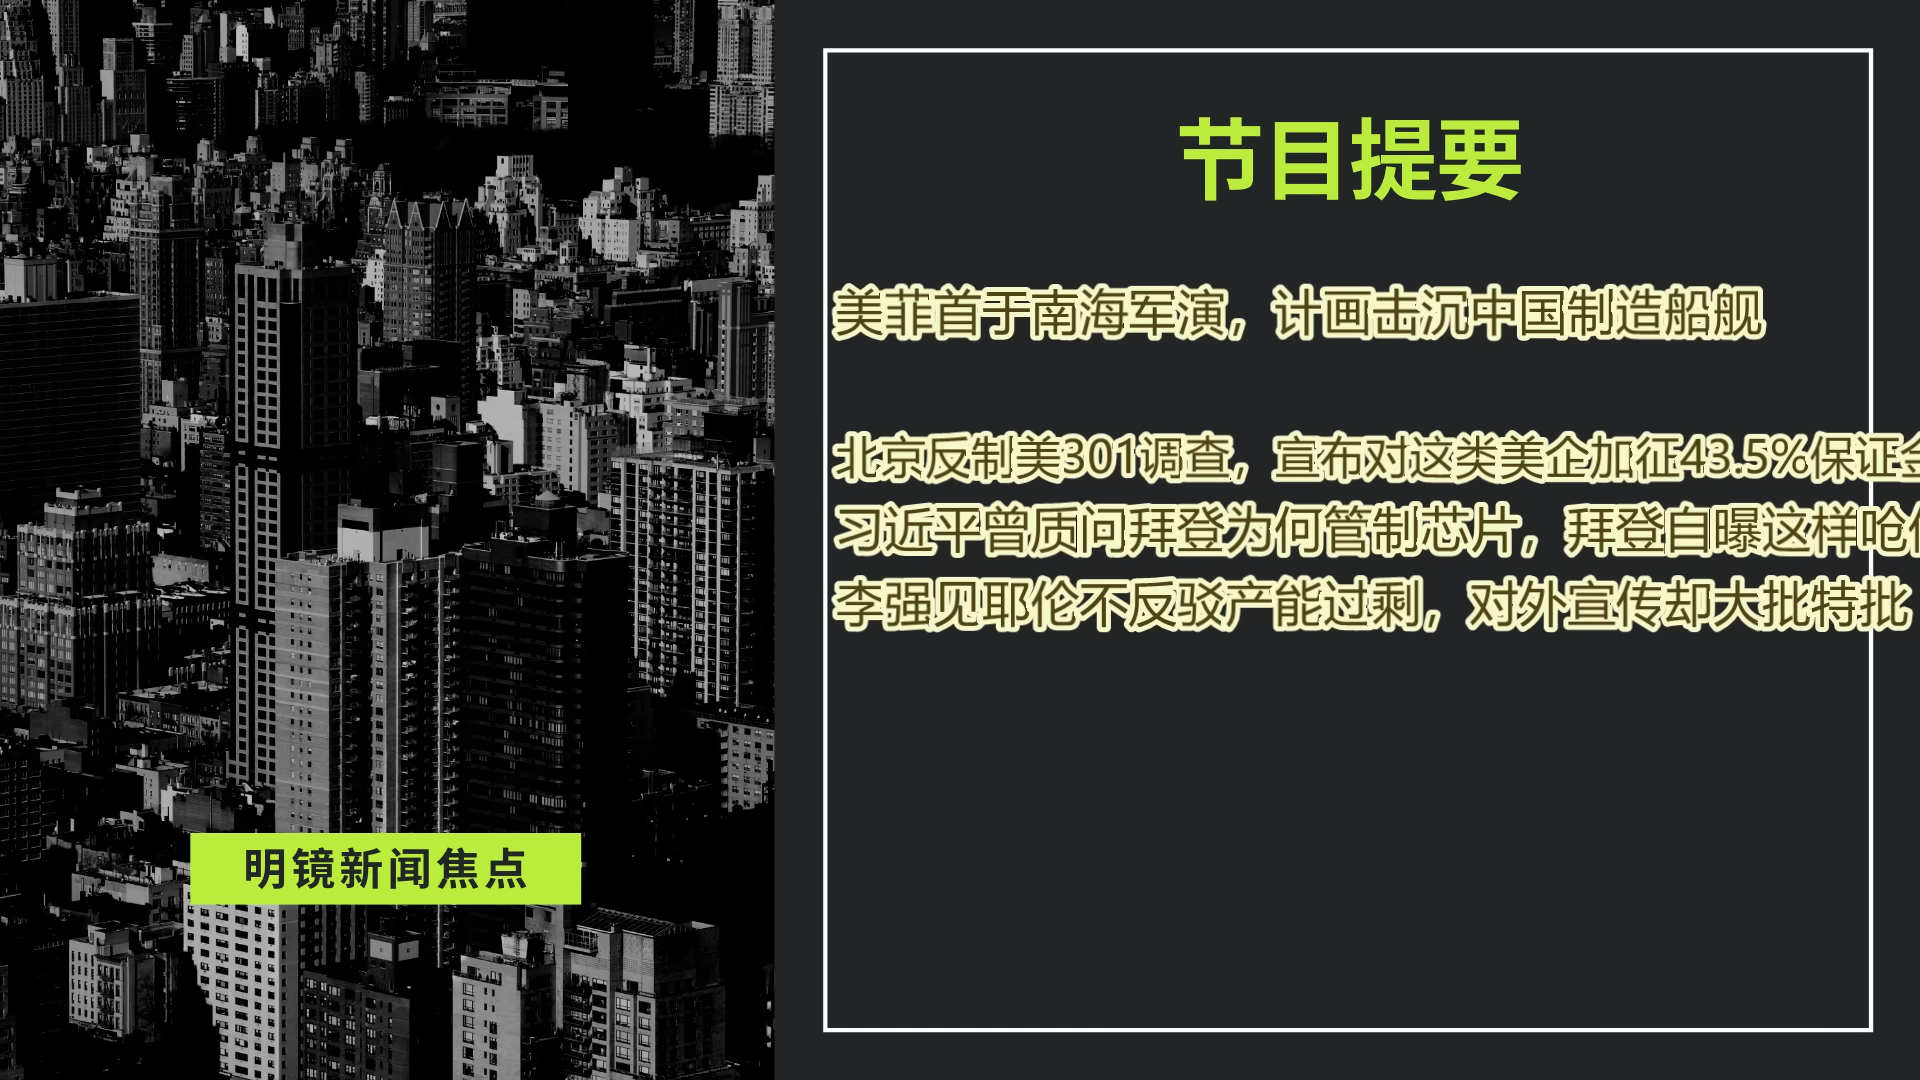 节目提要
美菲首于南海军演，计画击沉中国制造船舰
北京反制美301调查，宣布对这类美企加征43.5%保证金
习近平曾质问拜登为何管制芯片，拜登自曝这样呛
李强见耶伦不反驳产能过剩，对外宣传却大批特批
明镜新闻焦点